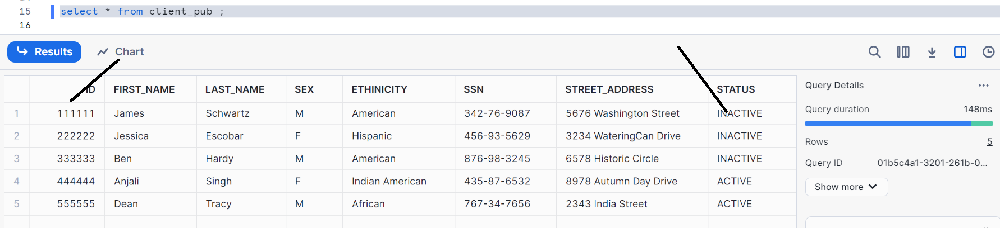 15 select * from client_pub ;
16
Results Chart
ID FIRST_NAME LAST_NAME SEX ETHINICITY SSN STREET_ADDRESS STATUS
1 111111 James Schwartz M American 342-76-9087 5676 Washington Street INACTIVE
2 222222 Jessica Escobar F Hispanic 456-93-5629 3234 WateringCan Drive INACTIVE
3 333333 Ben Hardy M American 876-98-3245 6578 Historic Circle INACTIVE
4 444444 Anjali Singh F Indian American 435-87-6532 8978 Autumn Day Drive ACTIVE
5 555555 Dean Tracy M African 767-34-7656 2343 India Street ACTIVE
Query Details ...
Query duration 148ms
Rows 5
Query ID 01b5c4a1-3201-261b-0...
Show more